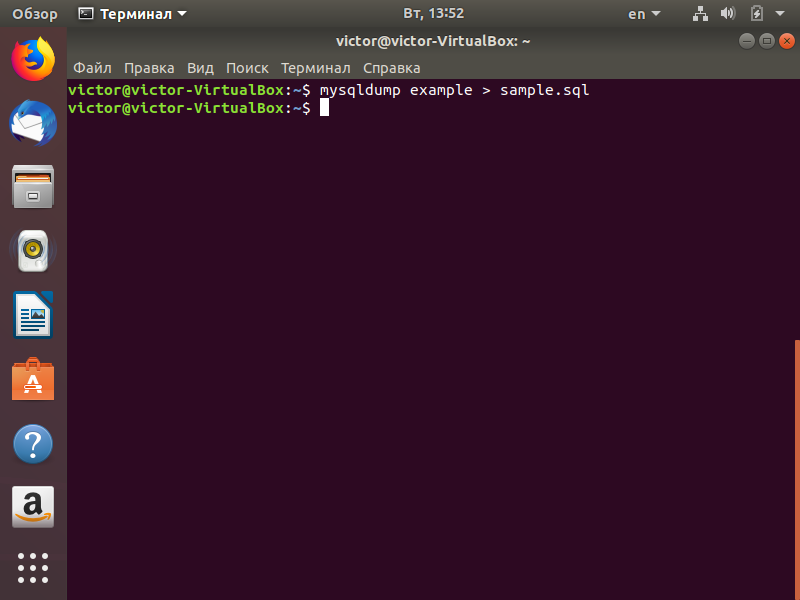 Обзор Терминал Вт, 13:52 en
victor@victor-VirtualBox: ~
Файл Правка Вид Поиск Терминал Справка
victor@victor-VirtualBox:~$ mysqldump example > sample.sql
victor@victor-VirtualBox:~$